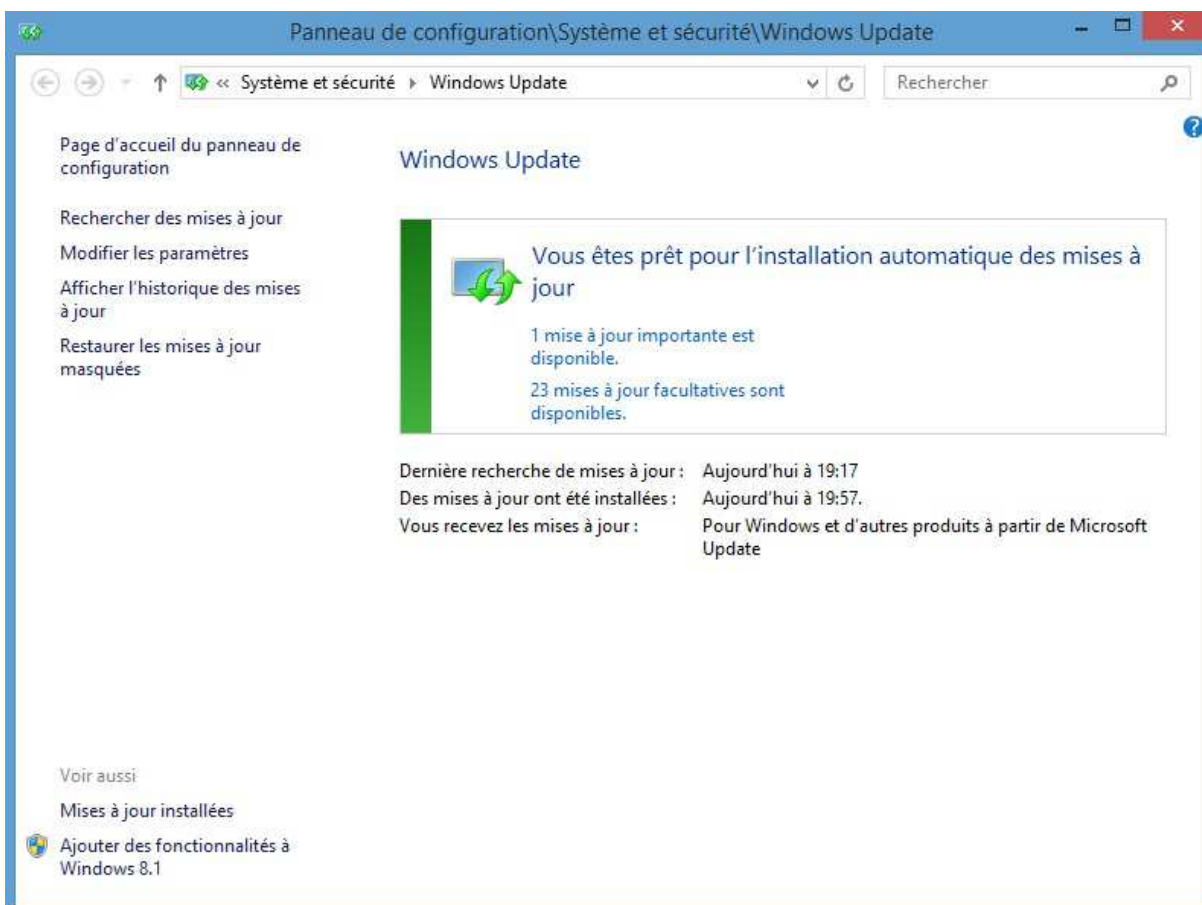 Panneau de configuration\Système et sécurité\Windows Update
« Système et sécurité Windows Update
Rechercher
Page d'accueil du panneau de
configuration
Rechercher des mises à jour
Modifier les paramètres
Afficher l'historique des mises
à jour
Restaurer les mises à jour
masquées
Windows Update
Vous êtes prêt pour l'installation automatique des mises à
jour
1 mise à jour importante est
disponible.
23 mises à jour facultatives sont
disponibles.
Dernière recherche de mises à jour : Aujourd'hui à 19:17
Des mises à jour ont été installées : Aujourd'hui à 19:57.
Vous recevez les mises à jour : Pour Windows et d'autres produits à partir de Microsoft
Update
Voir aussi
Mises à jour installées
Ajouter des fonctionnalités à
Windows 8.1